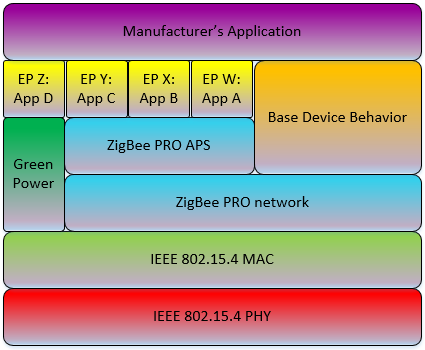 Manufacturer's Application
EP Z:
App D
EP Y:
App C
EP X:
App B
EP W:
App A
Base Device Behavior
ZigBee PRO APS
Green
Power
ZigBee PRO network
IEEE 802.15.4 MAC
IEEE 802.15.4 PHY